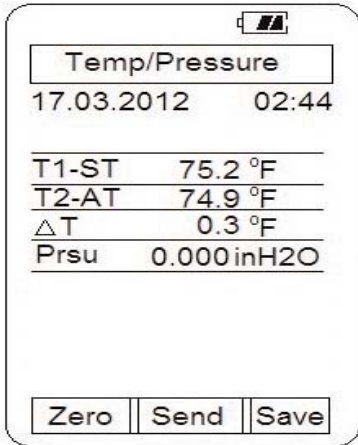 Temp/Pressure
17.03.2012 02:44
T1-ST 75.2 °F
T2-AT 74.9 °F
△T 0.3 °F
Prsu 0.000 inH2O
Zero Send Save